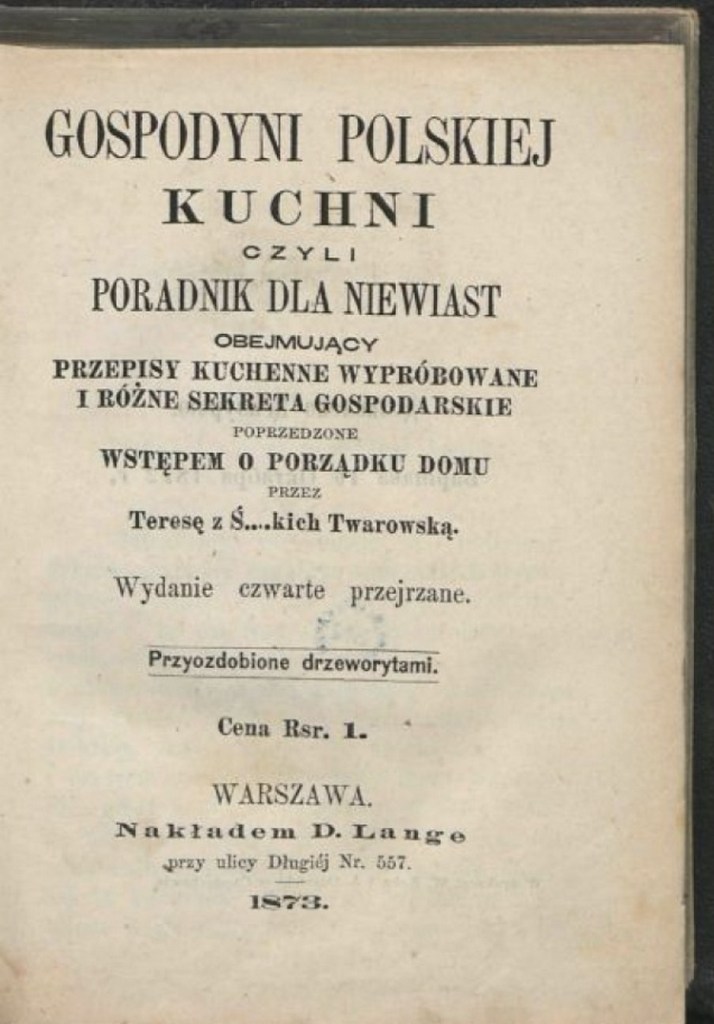 GOSPODYNI POLSKIEJ
KUCHNI
CZYLI
PORADNIK DLA NIEWIAST
OBEJMUJĄCY
PRZEPISY KUCHENNE WYPRÓBOWANE
I RÓŻNE SEKRETA GOSPODARSKIE
POPRZEDZONE
WSTĘPEM O PORZĄDKU DOMU
PRZEZ
Teresę z Ś....kich Twarowską.
Wydanie czwarte przejrzane.
Przyozdobione drzeworytami.
Cena Rsr. 1.
WARSZAWA.
Nakładem D. Lange
przy ulicy Długiéj Nr. 557.
1873.